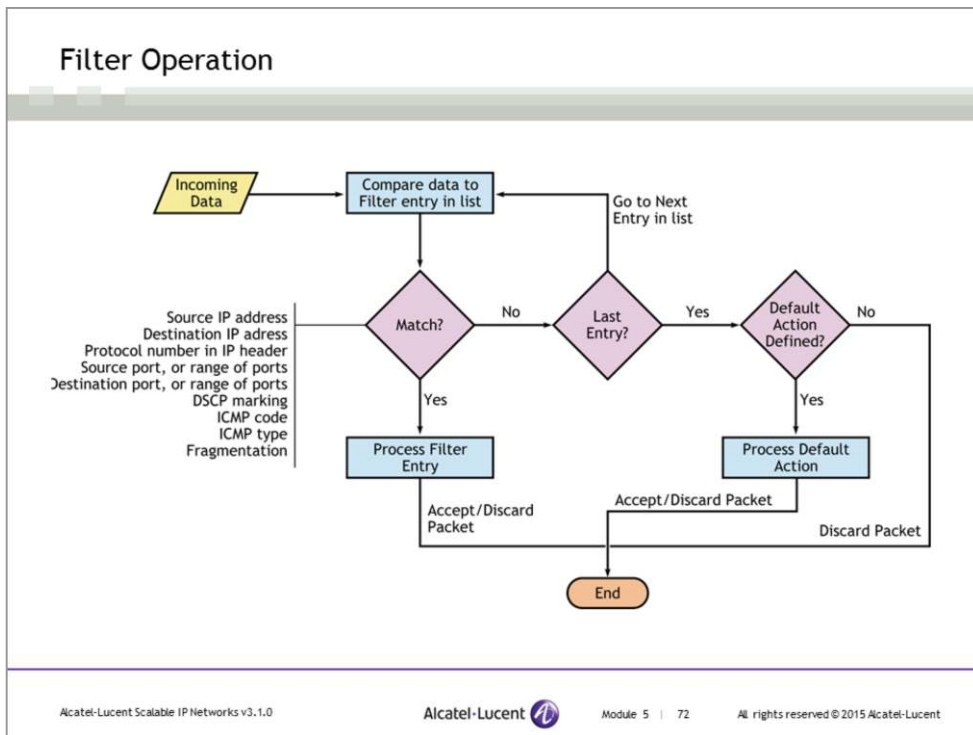 Filter Operation
Incoming
Data
Compare data to
Filter entry in list
Go to Next
Entry in list
Source IP address
Destination IP adress
Protocol number in IP header
Source port, or range of ports
Destination port, or range of ports
DSCP marking
ICMP code
ICMP type
Fragmentation
Match?
No
Last
Entry?
Yes
Default
Action
Defined?
No
Yes
Yes
Process Filter
Entry
Process Default
Action
Accept/Discard
Packet
Accept/Discard Packet
Discard Packet
End
Alcatel-Lucent Scalable IP Networks v3.1.0
Alcatel·Lucent
Module 5 | 72
All rights reserved © 2015 Alcatel-Lucent